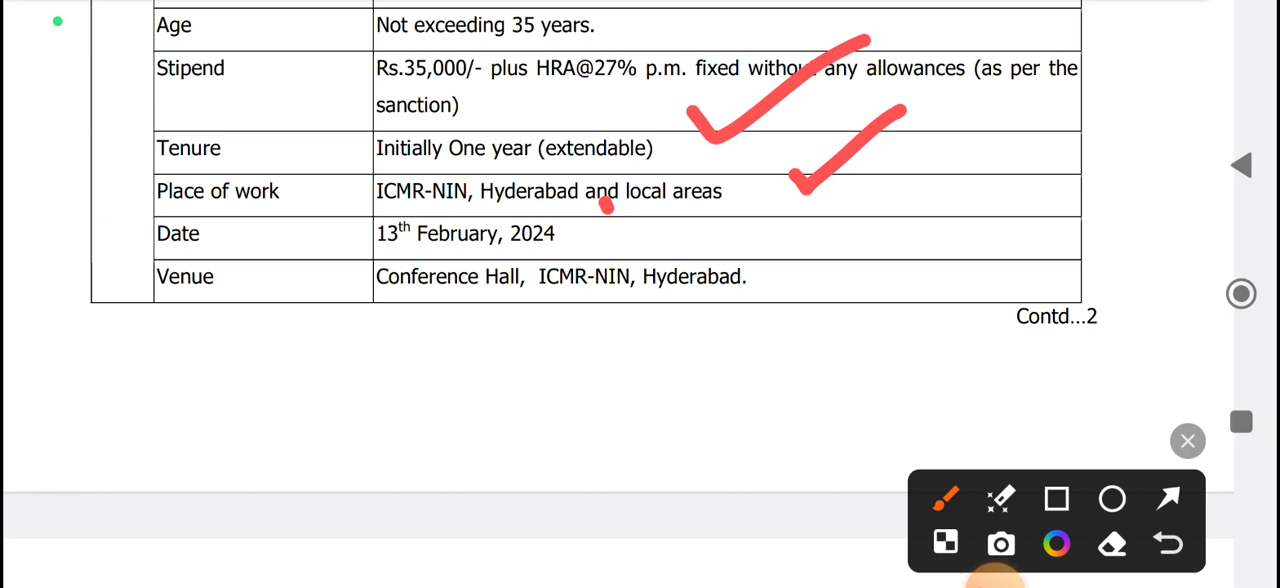 Age Not exceeding 35 years.
Stipend Rs.35,000/- plus HRA@27% p.m. fixed without any allowances (as per the
sanction)
Tenure Initially One year (extendable)
Place of work ICMR-NIN, Hyderabad and local areas
Date 13th February, 2024
Venue Conference Hall, ICMR-NIN, Hyderabad.
Contd...2